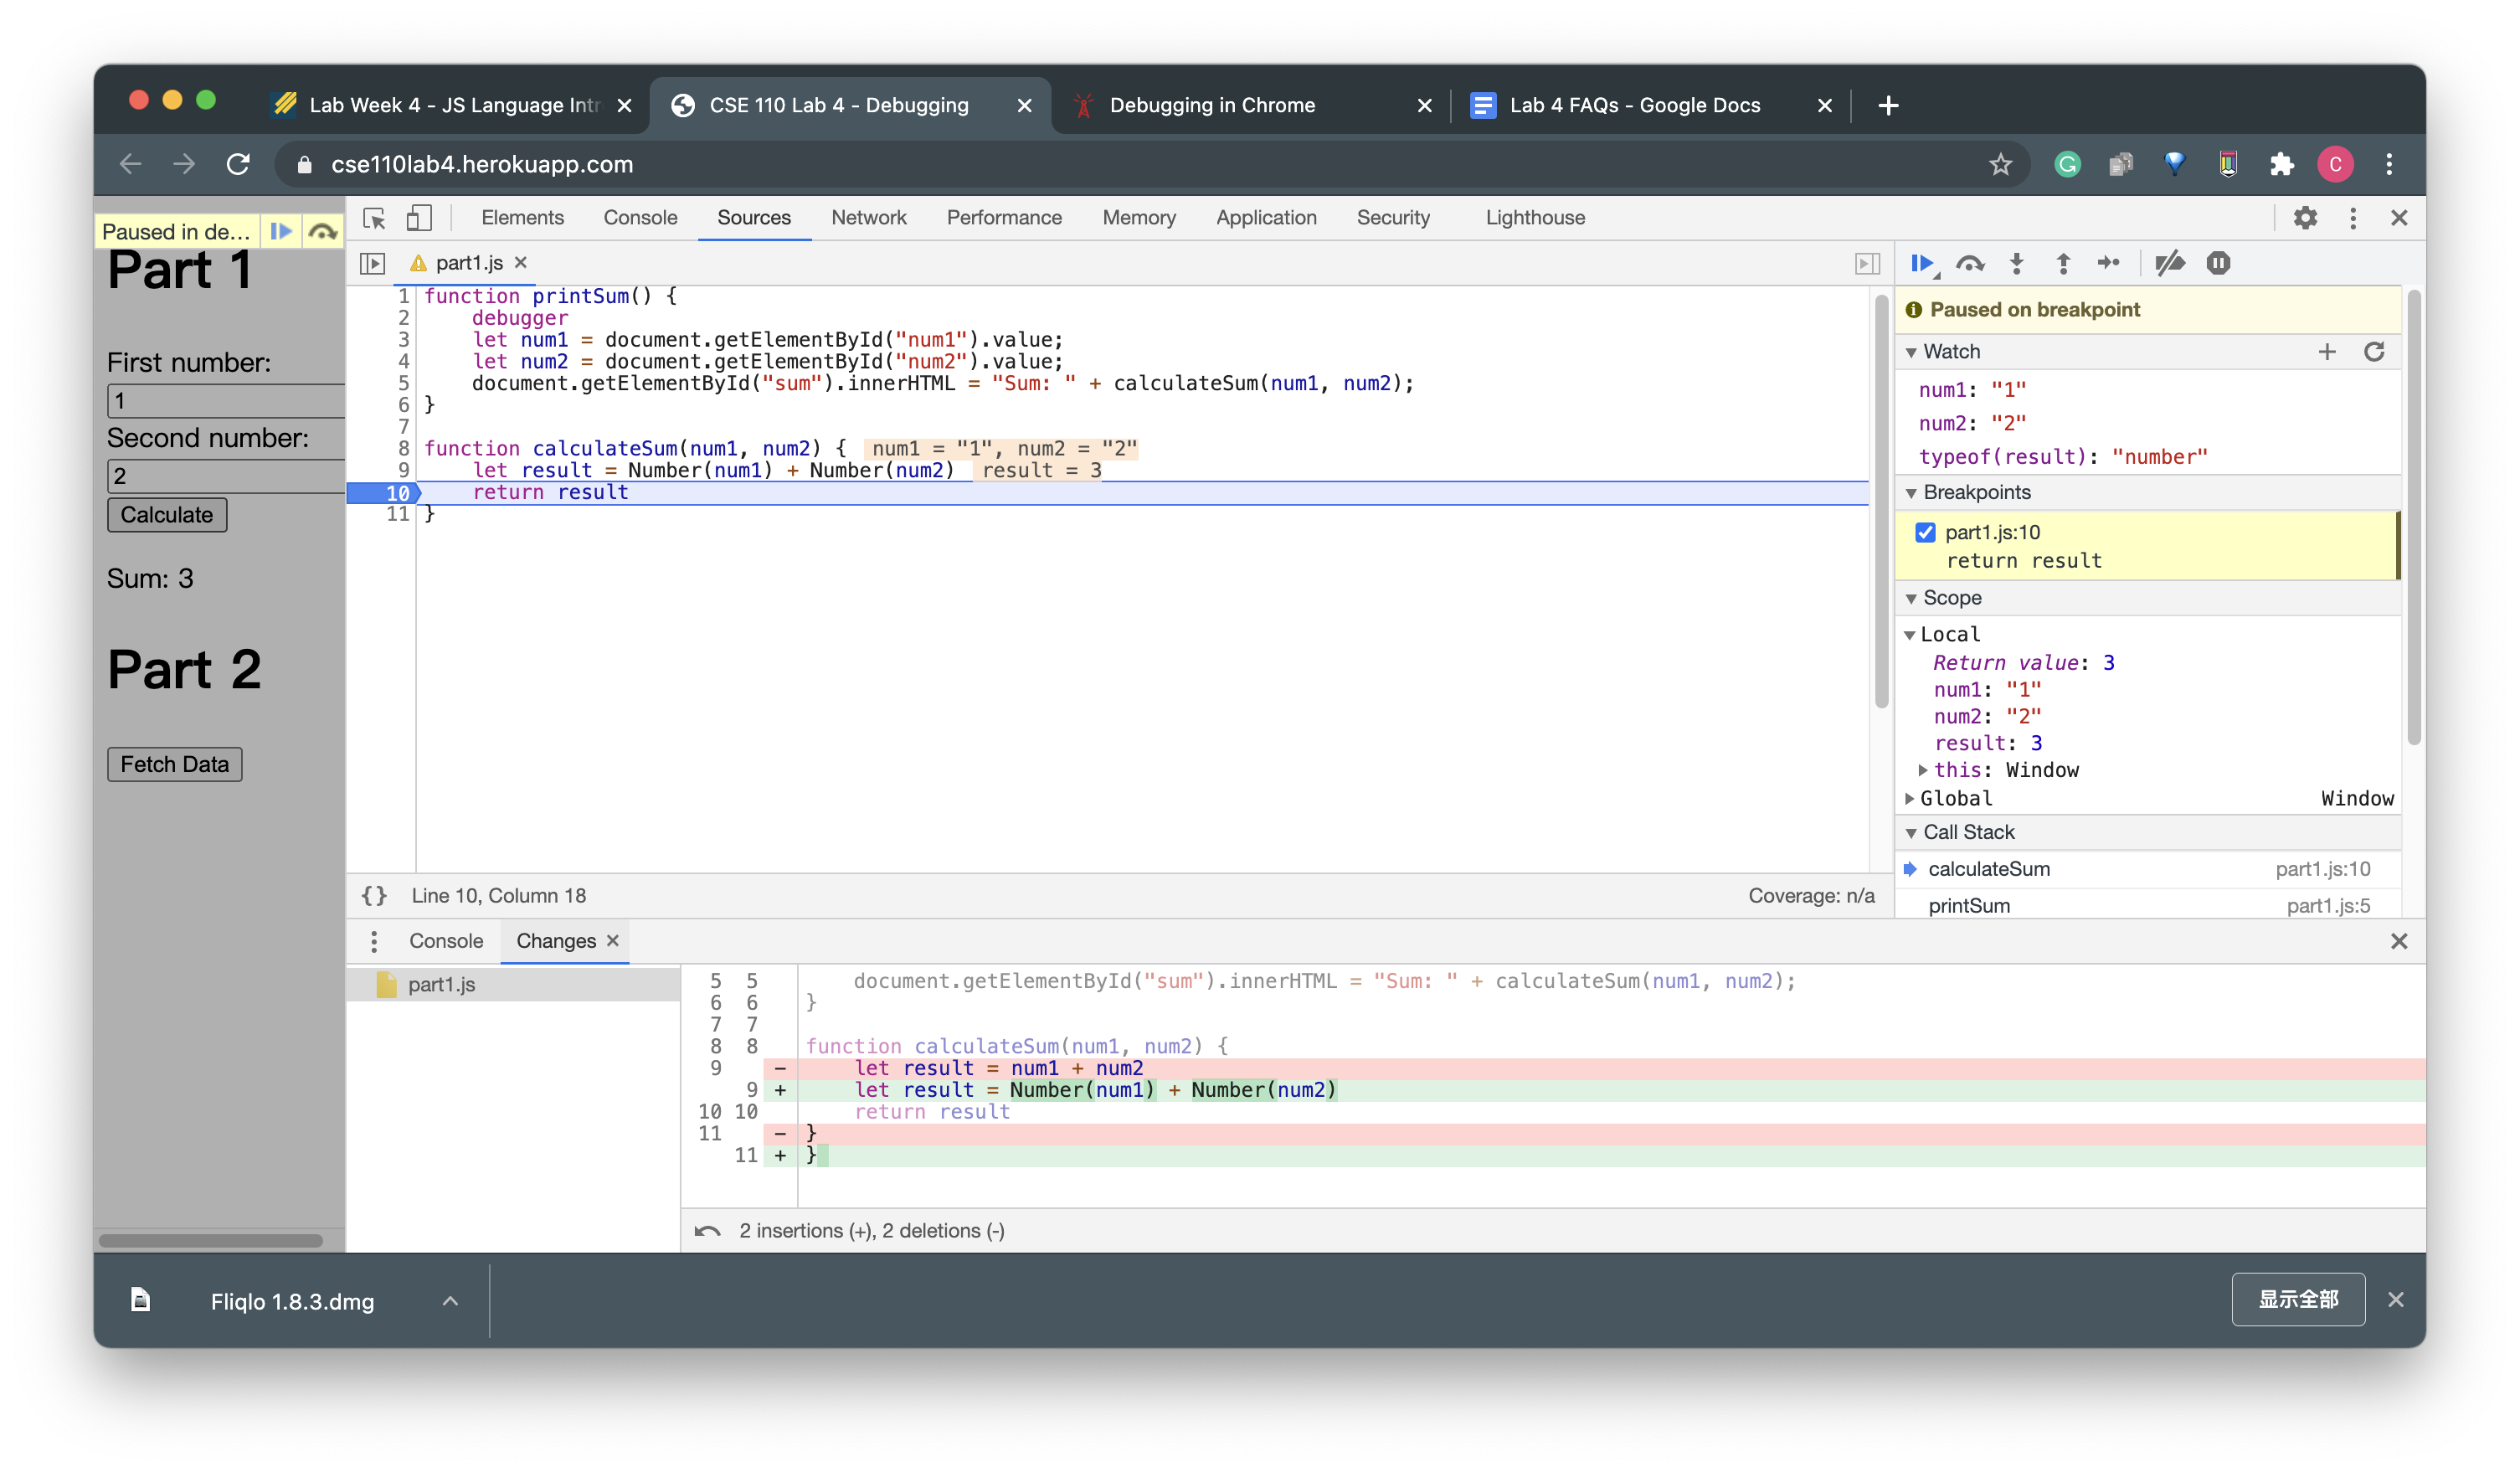 Lab Week 4 - JS Language Intr
CSE 110 Lab 4 - Debugging
Debugging in Chrome
Lab 4 FAQs - Google Docs
cse110lab4.herokuapp.com
C
Paused in de...
Part 1
First number:
1
Second number:
2
Calculate
Sum: 3
Part 2
Fetch Data
Elements Console Sources Network Performance Memory Application Security Lighthouse
part1.js
1 function printSum() {
2 debugger
3 let num1 = document.getElementById("num1").value;
4 let num2 = document.getElementById("num2").value;
5 document.getElementById("sum").innerHTML = "Sum: " + calculateSum(num1, num2);
6 }
7
8 function calculateSum(num1, num2) { num1 = "1", num2 = "2"
9 let result = Number(num1) + Number(num2) result = 3
10 return result
11 }
{} Line 10, Column 18
Coverage: n/a
Paused on breakpoint
Watch
num1: "1"
num2: "2"
typeof(result): "number"
Breakpoints
part1.js:10
return result
Scope
Local
Return value: 3
num1: "1"
num2: "2"
result: 3
this: Window
Global Window
Call Stack
calculateSum part1.js:10
printSum part1.js:5
Console Changes
part1.js
5 5 document.getElementById("sum").innerHTML = "Sum: " + calculateSum(num1, num2);
6 6 }
7 7
8 8 function calculateSum(num1, num2) {
9 - let result = num1 + num2
9 + let result = Number(num1) + Number(num2)
10 10 return result
11 - }
11 + }
2 insertions (+), 2 deletions (-)
Fliqlo 1.8.3.dmg
显示全部